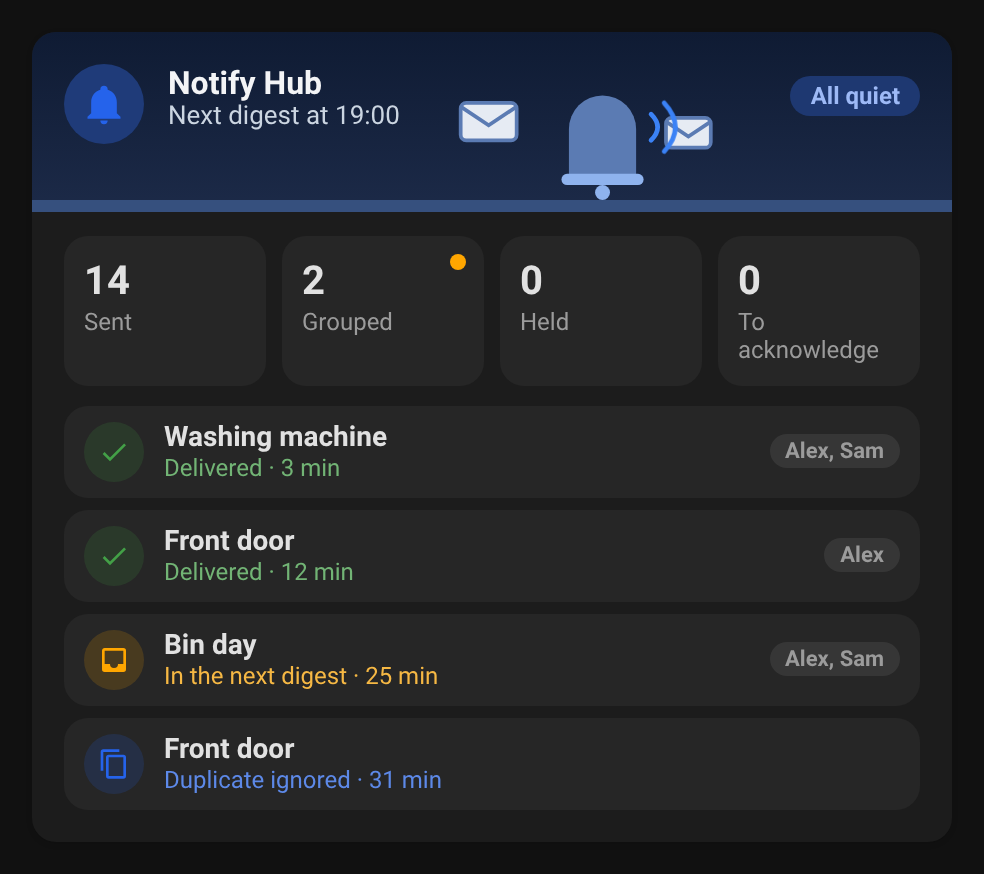 Notify Hub
Next digest at 19:00
All quiet
14
Sent
2
Grouped
0
Held
0
To
acknowledge
Washing machine
Delivered · 3 min
Alex, Sam
Front door
Delivered · 12 min
Alex
Bin day
In the next digest · 25 min
Alex, Sam
Front door
Duplicate ignored · 31 min